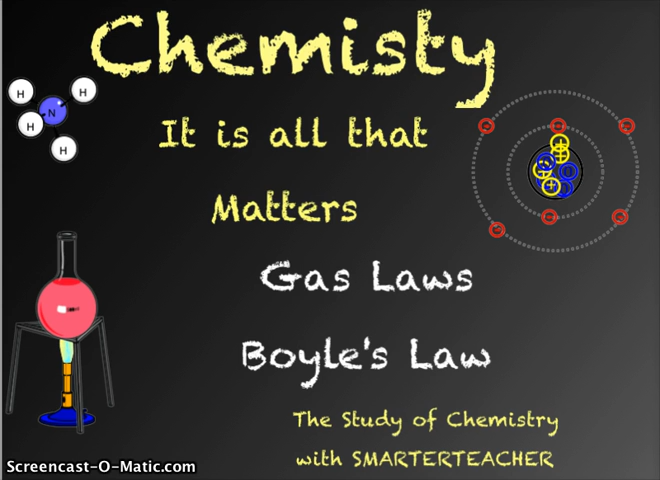 Chemisty
It is all that
Matters
H
H
N
H
H
Gas Laws
Boyle's Law
The Study of Chemistry
with SMARTERTEACHER
Screencast-O-Matic.com